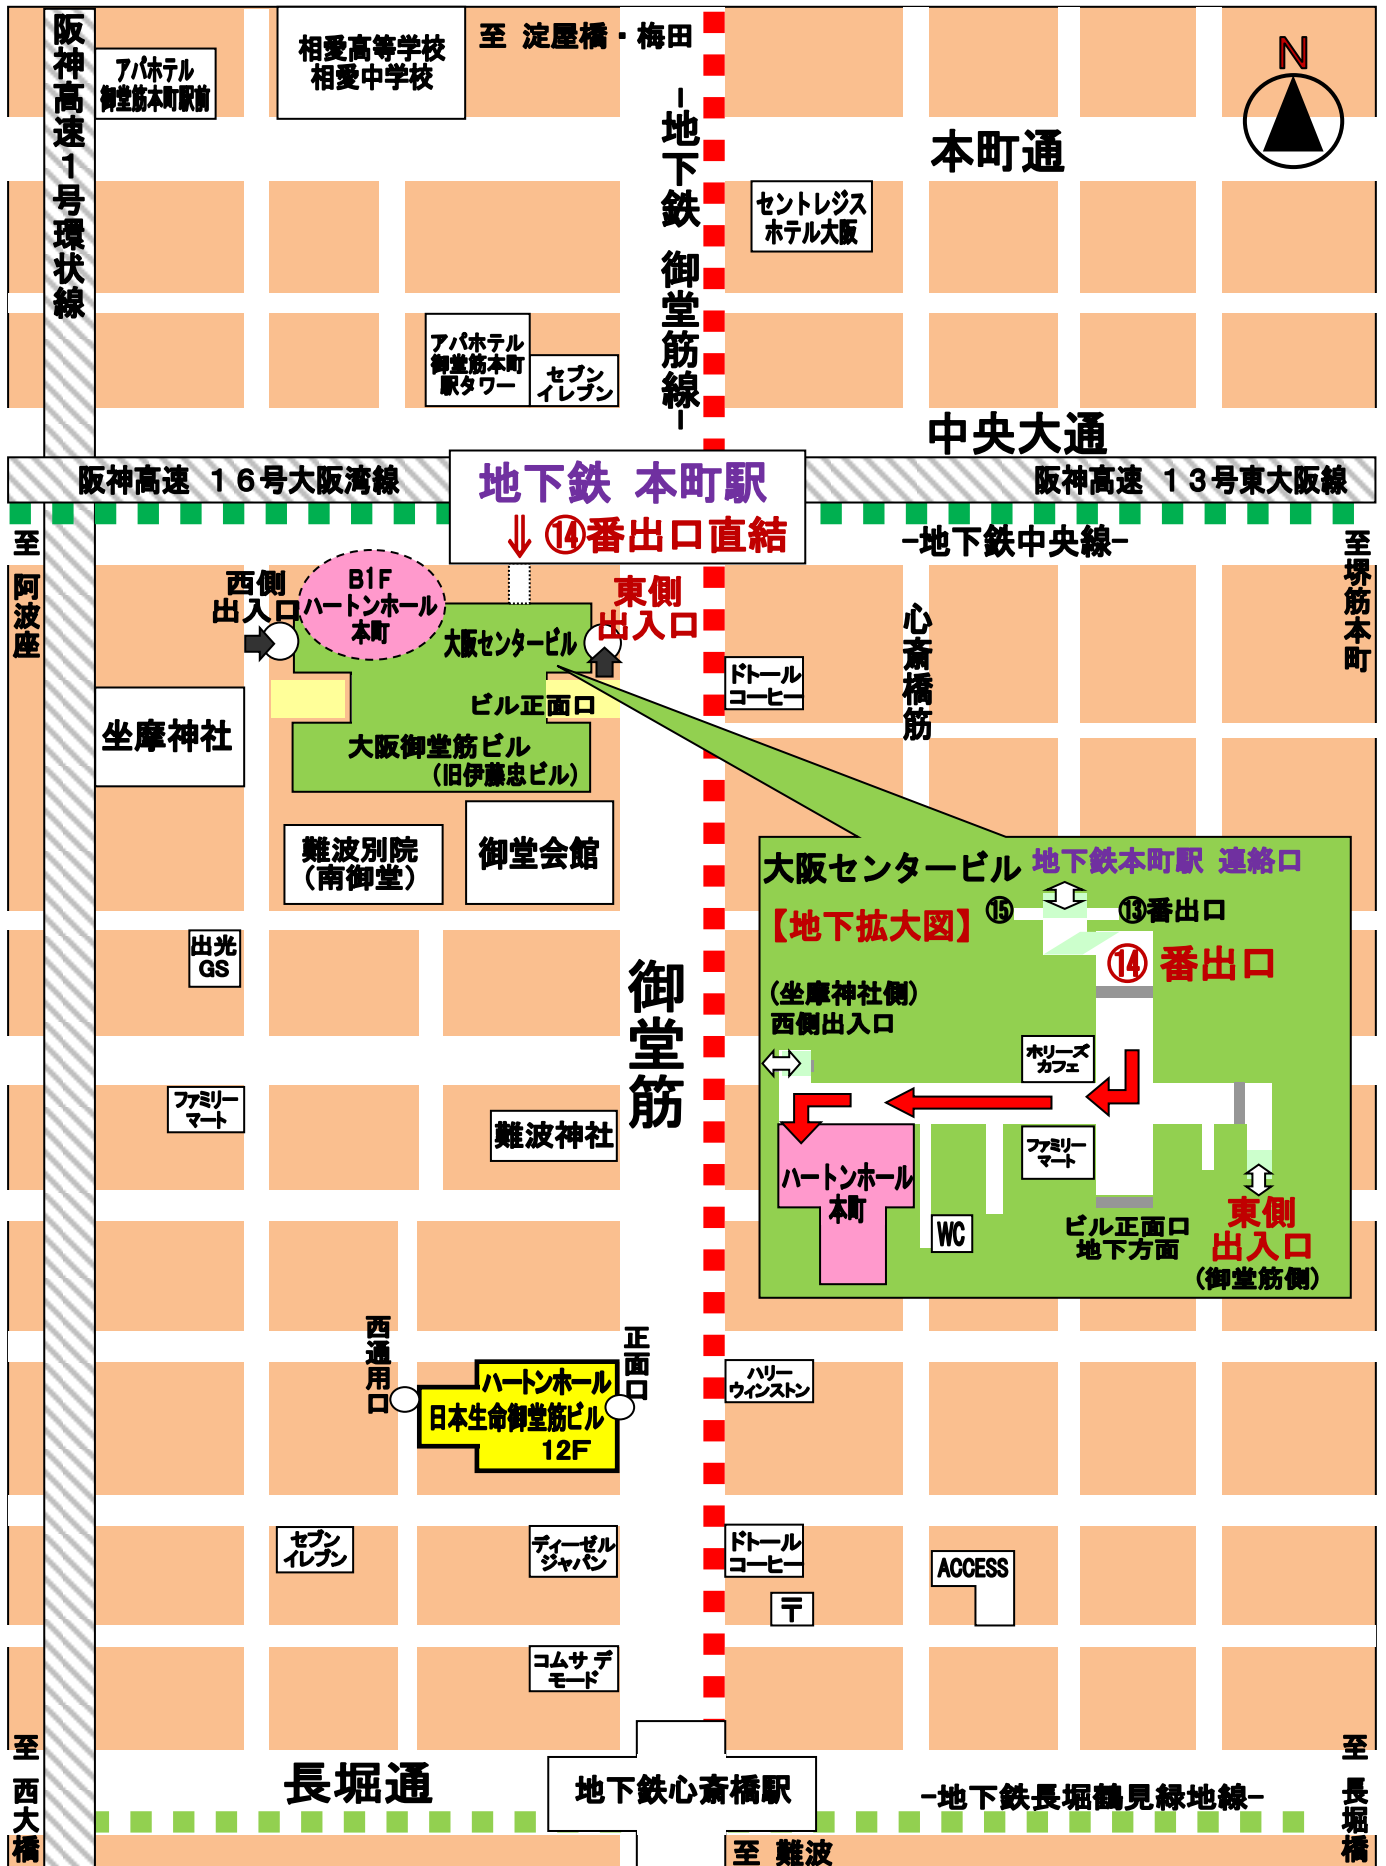 阪神高速1号環状線
アパホテル
御堂筋本町駅前
相愛高等学校
相愛中学校
至 淀屋橋・梅田
N
-地下鉄 御堂筋線-
本町通
セントレジス
ホテル大阪
アパホテル
御堂筋本町
駅タワー
セブン
イレブン
中央大通
阪神高速 16号大阪湾線
地下鉄 本町駅
⇓ ⑭番出口直結
阪神高速 13号東大阪線
-地下鉄中央線-
至 阿波座
至堺筋本町
西側
出入口
B1F
ハートンホール
本町
大阪センタービル
東側
出入口
心斎橋筋
ドトール
コーヒー
坐摩神社
ビル正面口
大阪御堂筋ビル
（旧伊藤忠ビル）
難波別院
（南御堂）
御堂会館
大阪センタービル
地下鉄本町駅 連絡口
【地下拡大図】
⑮
⑬番出口
⑭ 番出口
（坐摩神社側）
西側出入口
ホリーズ
カフェ
ファミリー
マート
ハートンホール
本町
WC
ビル正面口
地下方面
東側
出入口
（御堂筋側）
出光
GS
御堂筋
ファミリー
マート
難波神社
西通用口
正面口
ハートンホール
日本生命御堂筋ビル
12F
ハリー
ウィンストン
セブン
イレブン
ディーゼル
ジャパン
ドトール
コーヒー
〒
ACCESS
コムサ デ
モード
至 西大橋
長堀通
地下鉄心斎橋駅
-地下鉄長堀鶴見緑地線-
至 長堀橋
至 難波